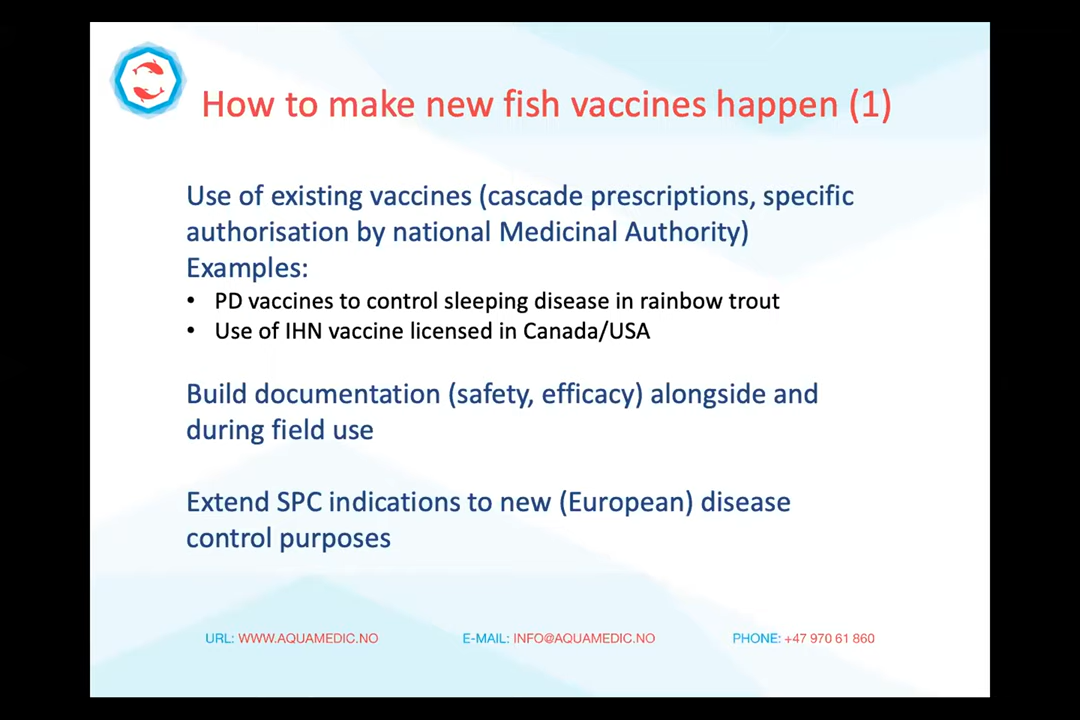 How to make new fish vaccines happen (1)
Use of existing vaccines (cascade prescriptions, specific
authorisation by national Medicinal Authority)
Examples:
• PD vaccines to control sleeping disease in rainbow trout
• Use of IHN vaccine licensed in Canada/USA
Build documentation (safety, efficacy) alongside and
during field use
Extend SPC indications to new (European) disease
control purposes
URL: WWW.AQUAMEDIC.NO E-MAIL: INFO@AQUAMEDIC.NO PHONE: +47 970 61 860